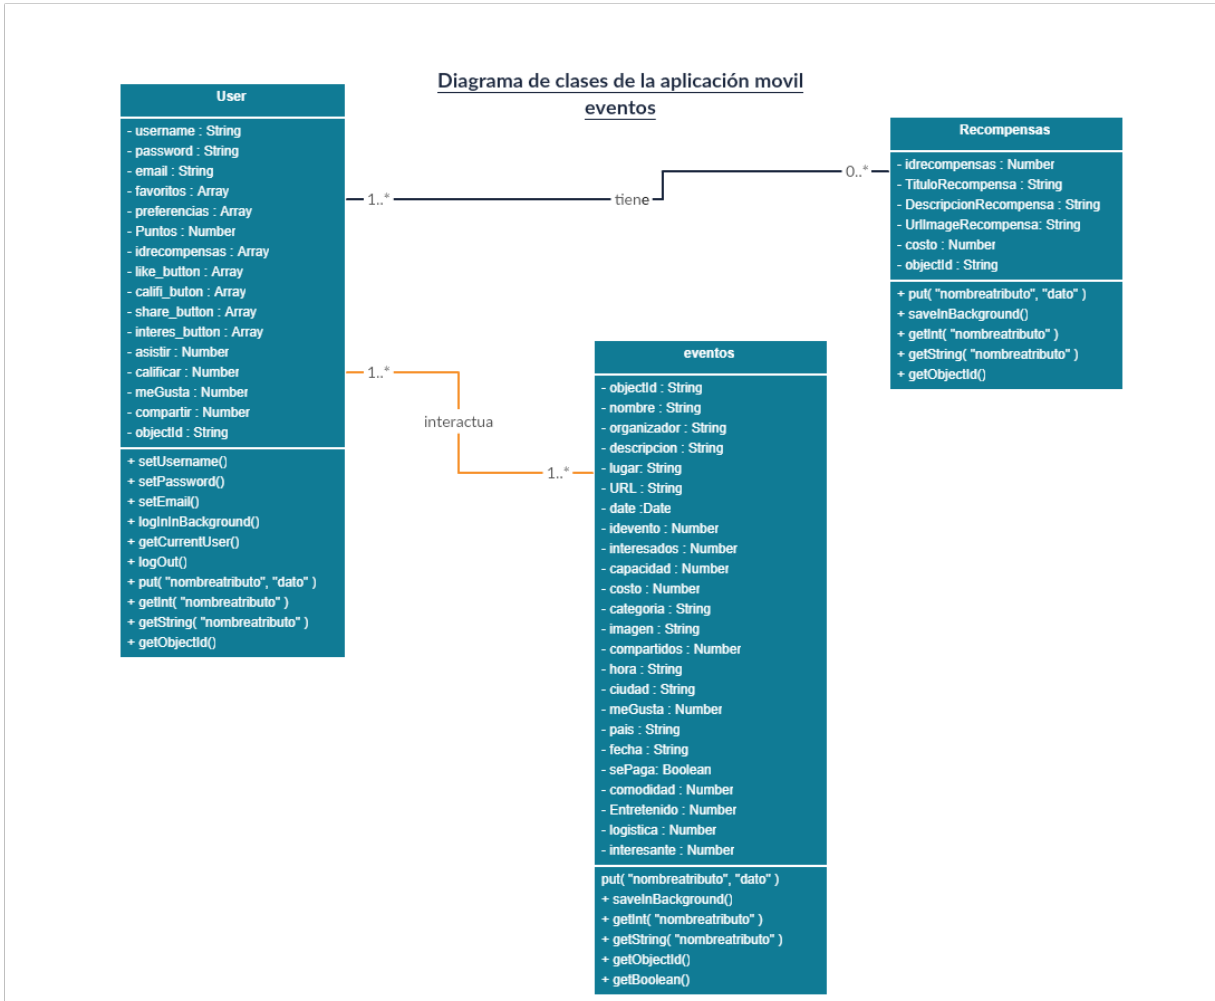 Diagrama de clases de la aplicación movil
eventos
User
- username : String
- password : String
- email : String
- favoritos : Array
- preferencias : Array
- Puntos : Number
- idrecompensas : Array
- like_button : Array
- califi_buton : Array
- share_button : Array
- interes_button : Array
- asistir : Number
- calificar : Number
- meGusta : Number
- compartir : Number
- objectId : String
+ setUsername()
+ setPassword()
+ setEmail()
+ logInInBackground()
+ getCurrentUser()
+ logOut()
+ put( "nombreatributo", "dato" )
+ getInt( "nombreatributo" )
+ getString( "nombreatributo" )
+ getObjectId()
1..*
tiene
0..*
Recompensas
- idrecompensas : Number
- TituloRecompensa : String
- DescripcionRecompensa : String
- UrlImageRecompensa: String
- costo : Number
- objectId : String
+ put( "nombreatributo", "dato" )
+ saveInBackground()
+ getInt( "nombreatributo" )
+ getString( "nombreatributo" )
+ getObjectId()
1..*
interactua
1..*
eventos
- objectId : String
- nombre : String
- organizador : String
- descripcion : String
- lugar: String
- URL : String
- date :Date
- idevento : Number
- interesados : Number
- capacidad : Number
- costo : Number
- categoria : String
- imagen : String
- compartidos : Number
- hora : String
- ciudad : String
- meGusta : Number
- pais : String
- fecha : String
- sePaga: Boolean
- comodidad : Number
- Entretenido : Number
- logistica : Number
- interesante : Number
put( "nombreatributo", "dato" )
+ saveInBackground()
+ getInt( "nombreatributo" )
+ getString( "nombreatributo" )
+ getObjectId()
+ getBoolean()